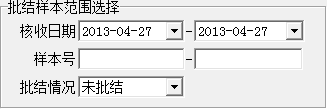 批结样本范围选择
核收日期 2013-04-27 - 2013-04-27
样本号 -
批结情况 未批结